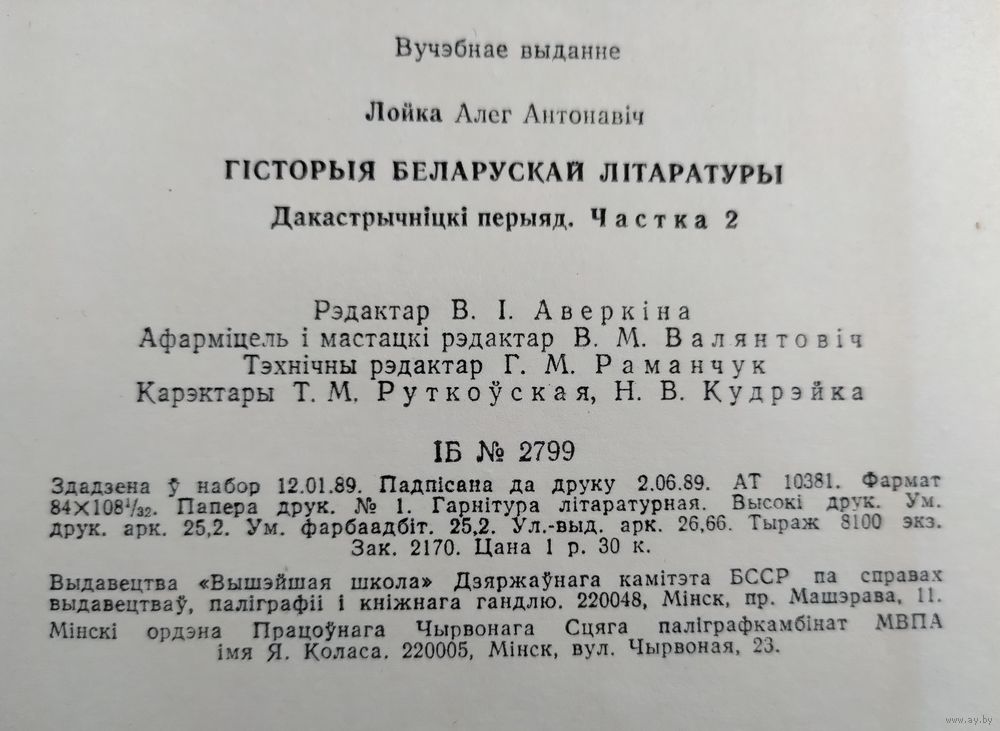 Вучэбнае выданне
Лойка Алег Антонавіч
ГІСТОРЫЯ БЕЛАРУСКАЙ ЛІТАРАТУРЫ
Дакастрычніцкі перыяд. Частка 2
Рэдактар В. І. Аверкіна
Афарміцель і мастацкі рэдактар В. М. Валянтовіч
Тэхнічны рэдактар Г. М. Раманчук
Карэктары Т. М. Руткоўская, Н. В. Кудрэйка
ІБ № 2799
Здадзена ў набор 12.01.89. Падпісана да друку 2.06.89. АТ 10381. Фармат
84×108¹/₃₂. Папера друк. № 1. Гарнітура літаратурная. Высокі друк. Ум.
друк. арк. 25,2. Ум. фарбаадбіт. 25,2. Ул.-выд. арк. 26,66. Тыраж 8100 экз.
Зак. 2170. Цана 1 р. 30 к.
Выдавецтва «Вышэйшая школа» Дзяржаўнага камітэта БССР па справах
выдавецтваў, паліграфіі і кніжнага гандлю. 220048, Мінск, пр. Машэрава, 11.
Мінскі ордэна Працоўнага Чырвонага Сцяга паліграфкамбінат МВПА
імя Я. Коласа. 220005, Мінск, вул. Чырвоная, 23.
www.ay.by